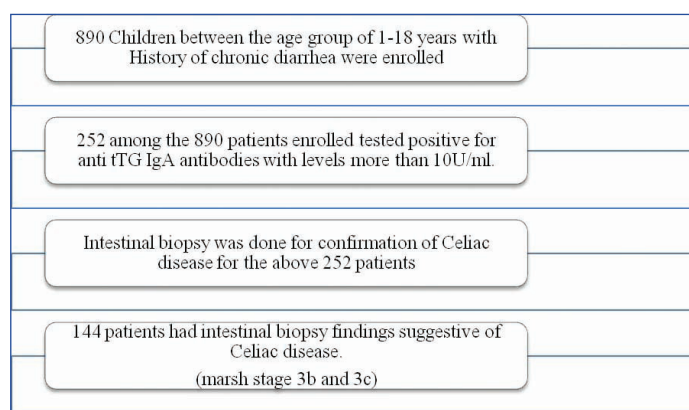 890 Children between the age group of 1-18 years with
History of chronic diarrhea were enrolled
252 among the 890 patients enrolled tested positive for
anti tTG IgA antibodies with levels more than 10U/ml.
Intestinal biopsy was done for confirmation of Celiac
disease for the above 252 patients
144 patients had intestinal biopsy findings suggestive of
Celiac disease.
(marsh stage 3b and 3c)